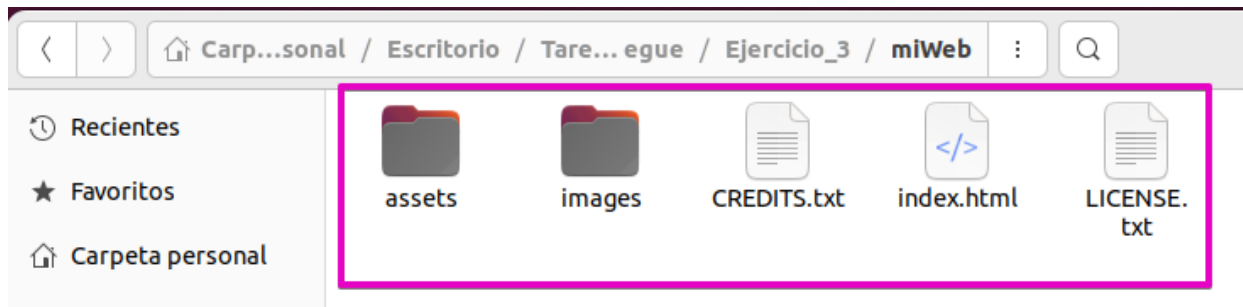 Carp...sonal / Escritorio / Tare... egue / Ejercicio_3 / miWeb
Recientes
Favoritos
Carpeta personal
assets
images
CREDITS.txt
</>
index.html
LICENSE.
txt